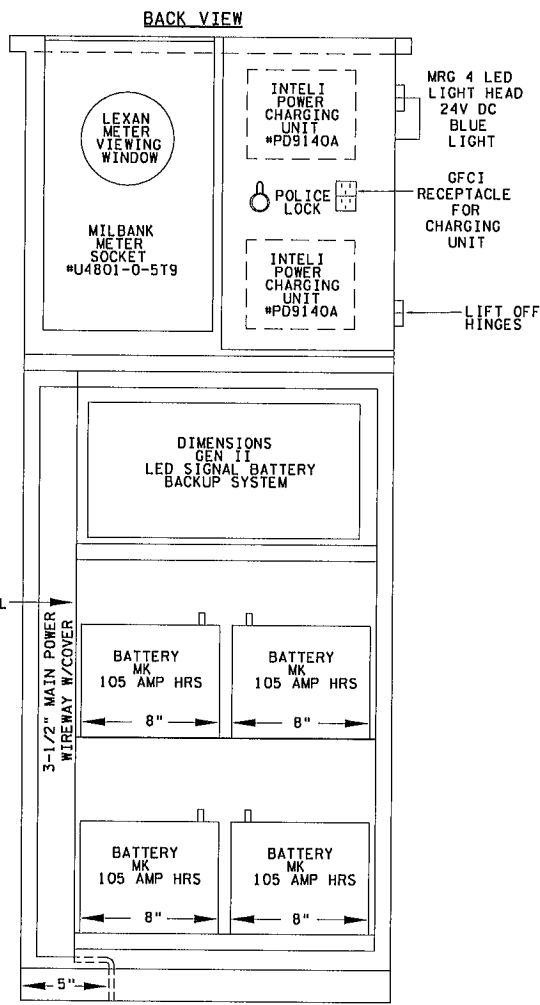 BACK VIEW
LEXAN
METER
VIEWING
WINDOW
MILBANK
METER
SOCKET
#U4801-0-5T9
INTELI
POWER
CHARGING
UNIT
#PD9140A
POLICE
LOCK
INTELI
POWER
CHARGING
UNIT
#PD9140A
MRG 4 LED
LIGHT HEAD
24V DC
BLUE
LIGHT
GFCI
RECEPTACLE
FOR
CHARGING
UNIT
LIFT OFF
HINGES
DIMENSIONS
GEN II
LED SIGNAL BATTERY
BACKUP SYSTEM
L
3-1/2" MAIN POWER
WIREWAY W/COVER
BATTERY
MK
105 AMP HRS
8"
BATTERY
MK
105 AMP HRS
8"
BATTERY
MK
105 AMP HRS
8"
BATTERY
MK
105 AMP HRS
8"
5"